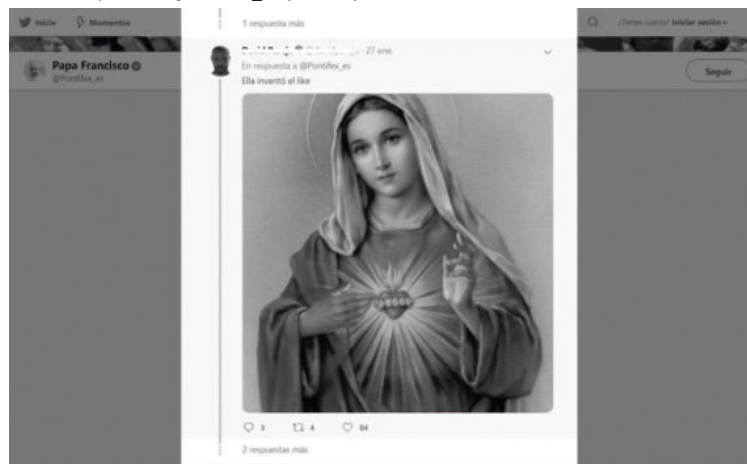 Inicio Momentos
¿Tienes cuenta? Iniciar sesión
Papa Francisco
@Pontifex_es
Seguir
1 respuesta más
27 ene.
En respuesta a @Pontifex_es
Ella inventó el like
3 4 84
2 respuestas más